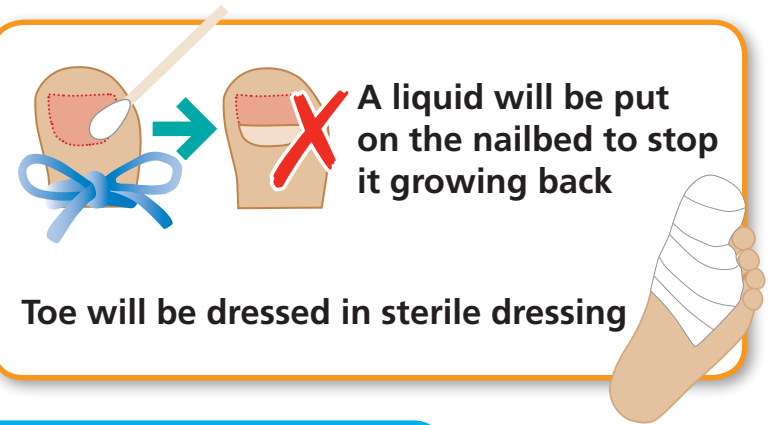 A liquid will be put
on the nailbed to stop
it growing back
Toe will be dressed in sterile dressing